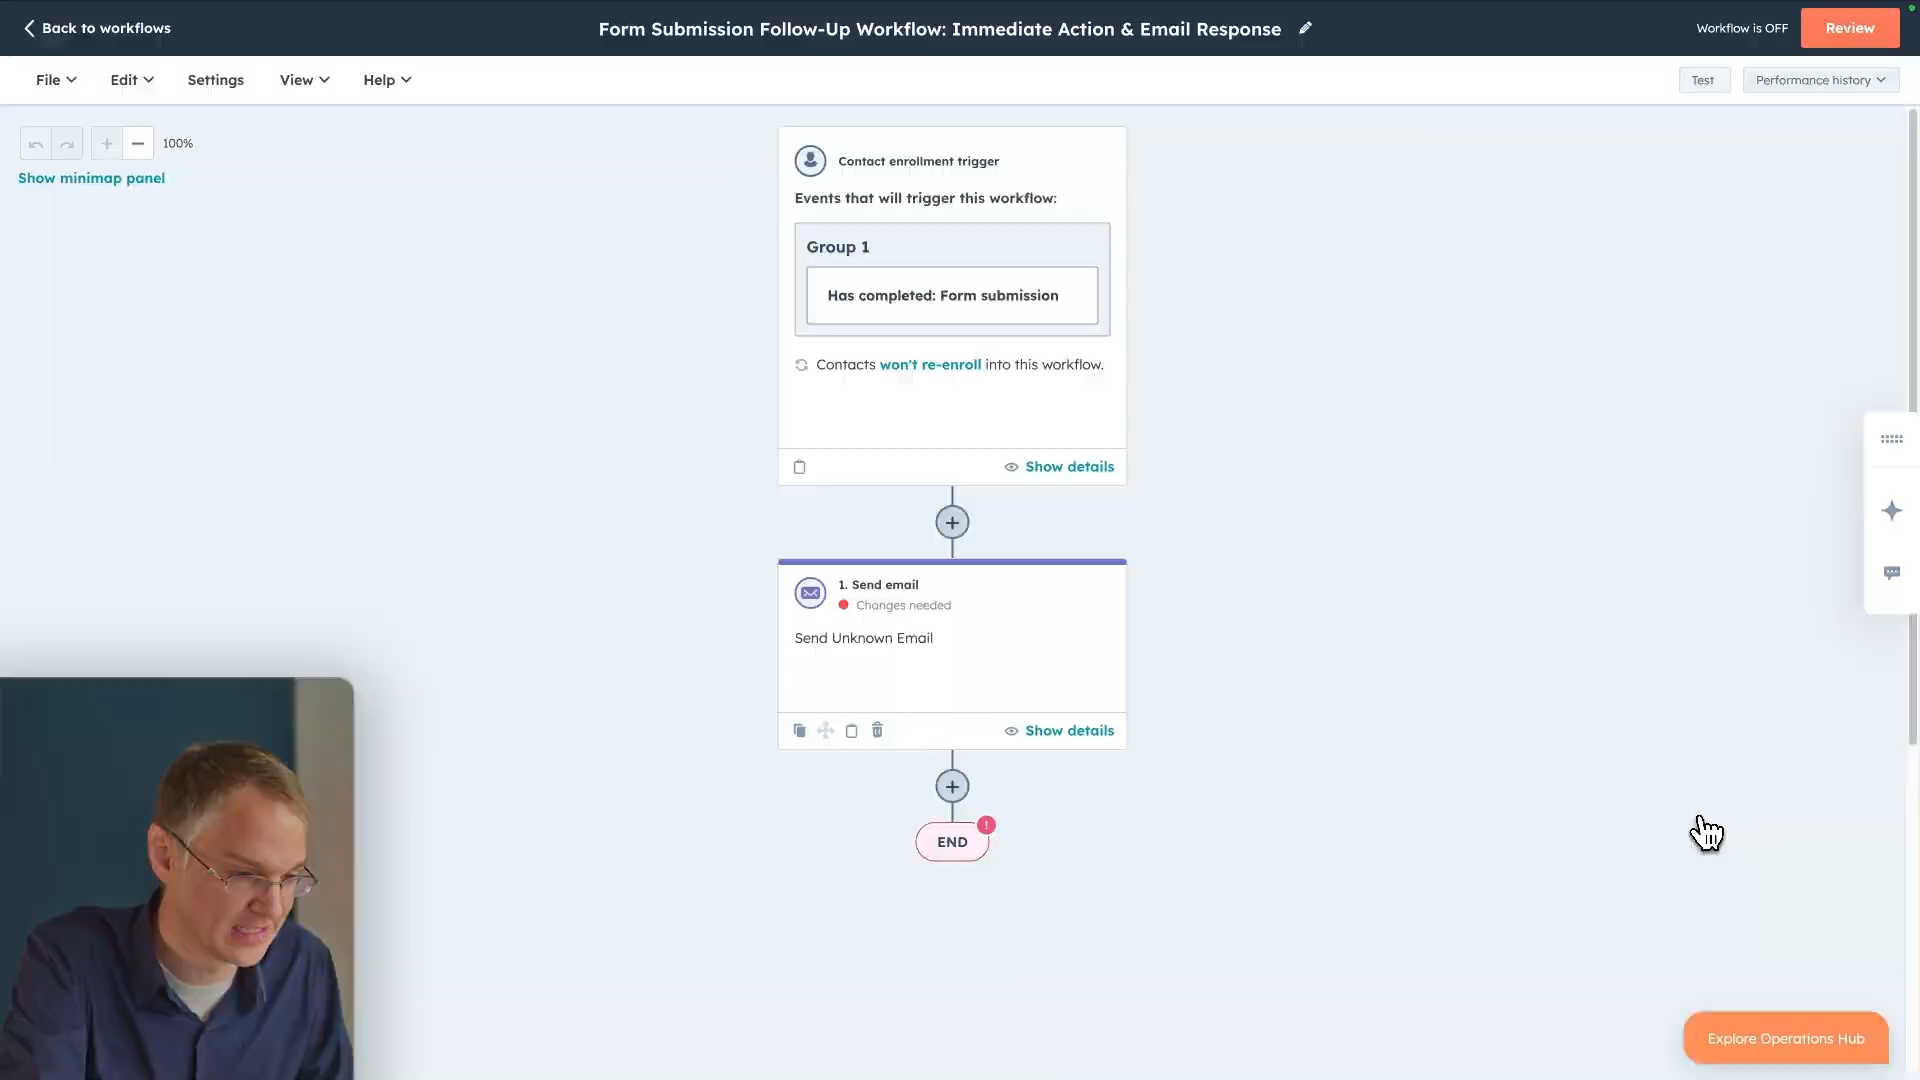 Back to workflows
Form Submission Follow-Up Workflow: Immediate Action & Email Response
Workflow is OFF
Review
File
Edit
Settings
View
Help
Test
Performance history
100%
Show minimap panel
Contact enrollment trigger
Events that will trigger this workflow:
Group 1
Has completed: Form submission
Contacts won't re-enroll into this workflow.
Show details
1. Send email
Changes needed
Send Unknown Email
Show details
END
!
Explore Operations Hub